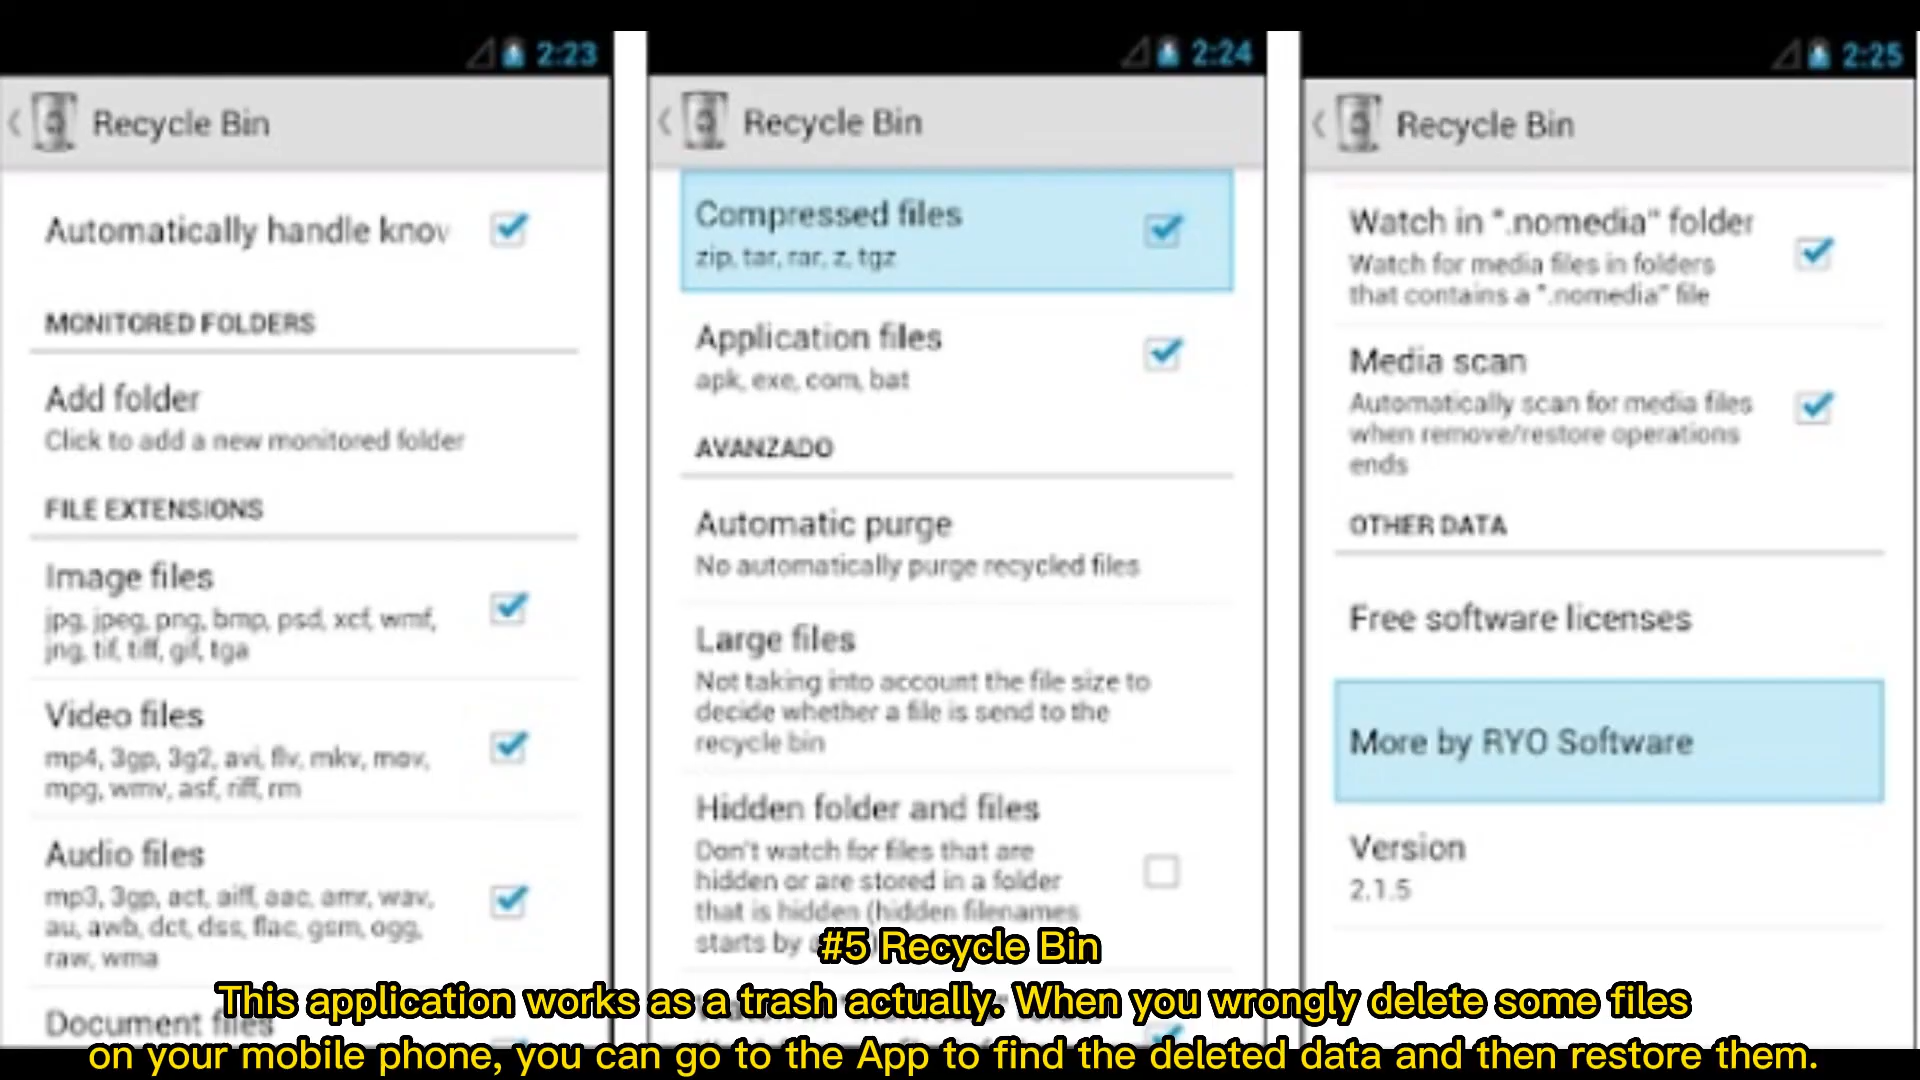 2:23
Recycle Bin
Automatically handle knov
MONITORED FOLDERS
Add folder
Click to add a new monitored folder
FILE EXTENSIONS
Image files
jpg, jpeg, png, bmp, psd, xcf, wmf,
jng, tif, tiff, gif, tga
Video files
mp4, 3gp, 3g2, avi, flv, mkv, mov,
mpg, wmv, asf, riff, rm
Audio files
mp3, 3gp, act, aiff, aac, amr, wav,
au, awb, dct, dss, flac, gsm, ogg,
raw, wma
Document files
2:24
Recycle Bin
Compressed files
zip, tar, rar, z, tgz
Application files
apk, exe, com, bat
AVANZADO
Automatic purge
No automatically purge recycled files
Large files
Not taking into account the file size to
decide whether a file is send to the
recycle bin
Hidden folder and files
Don't watch for files that are
hidden or are stored in a folder
that is hidden (hidden filenames
starts by
2:25
Recycle Bin
Watch in ".nomedia" folder
Watch for media files in folders
that contains a ".nomedia" file
Media scan
Automatically scan for media files
when remove/restore operations
ends
OTHER DATA
Free software licenses
More by RYO Software
Version
2.1.5
#5 Recycle Bin
This application works as a trash actually. When you wrongly delete some files
on your mobile phone, you can go to the App to find the deleted data and then restore them.